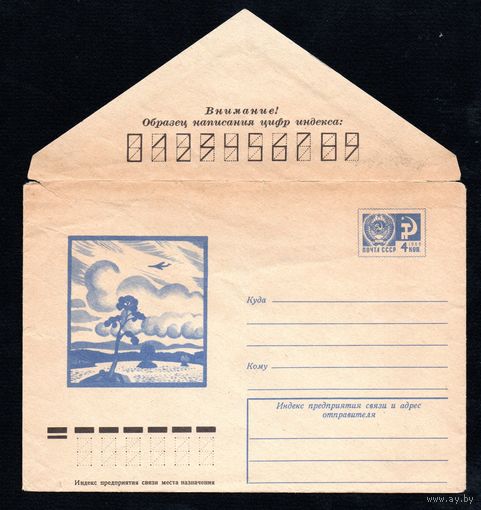 Внимание!
Образец написания цифр индекса:
0123456789
1966
ПОЧТА СССР 4 КОП
Куда
Кому
Индекс предприятия связи и адрес
отправителя
Индекс предприятия связи места назначения
www.ay.by